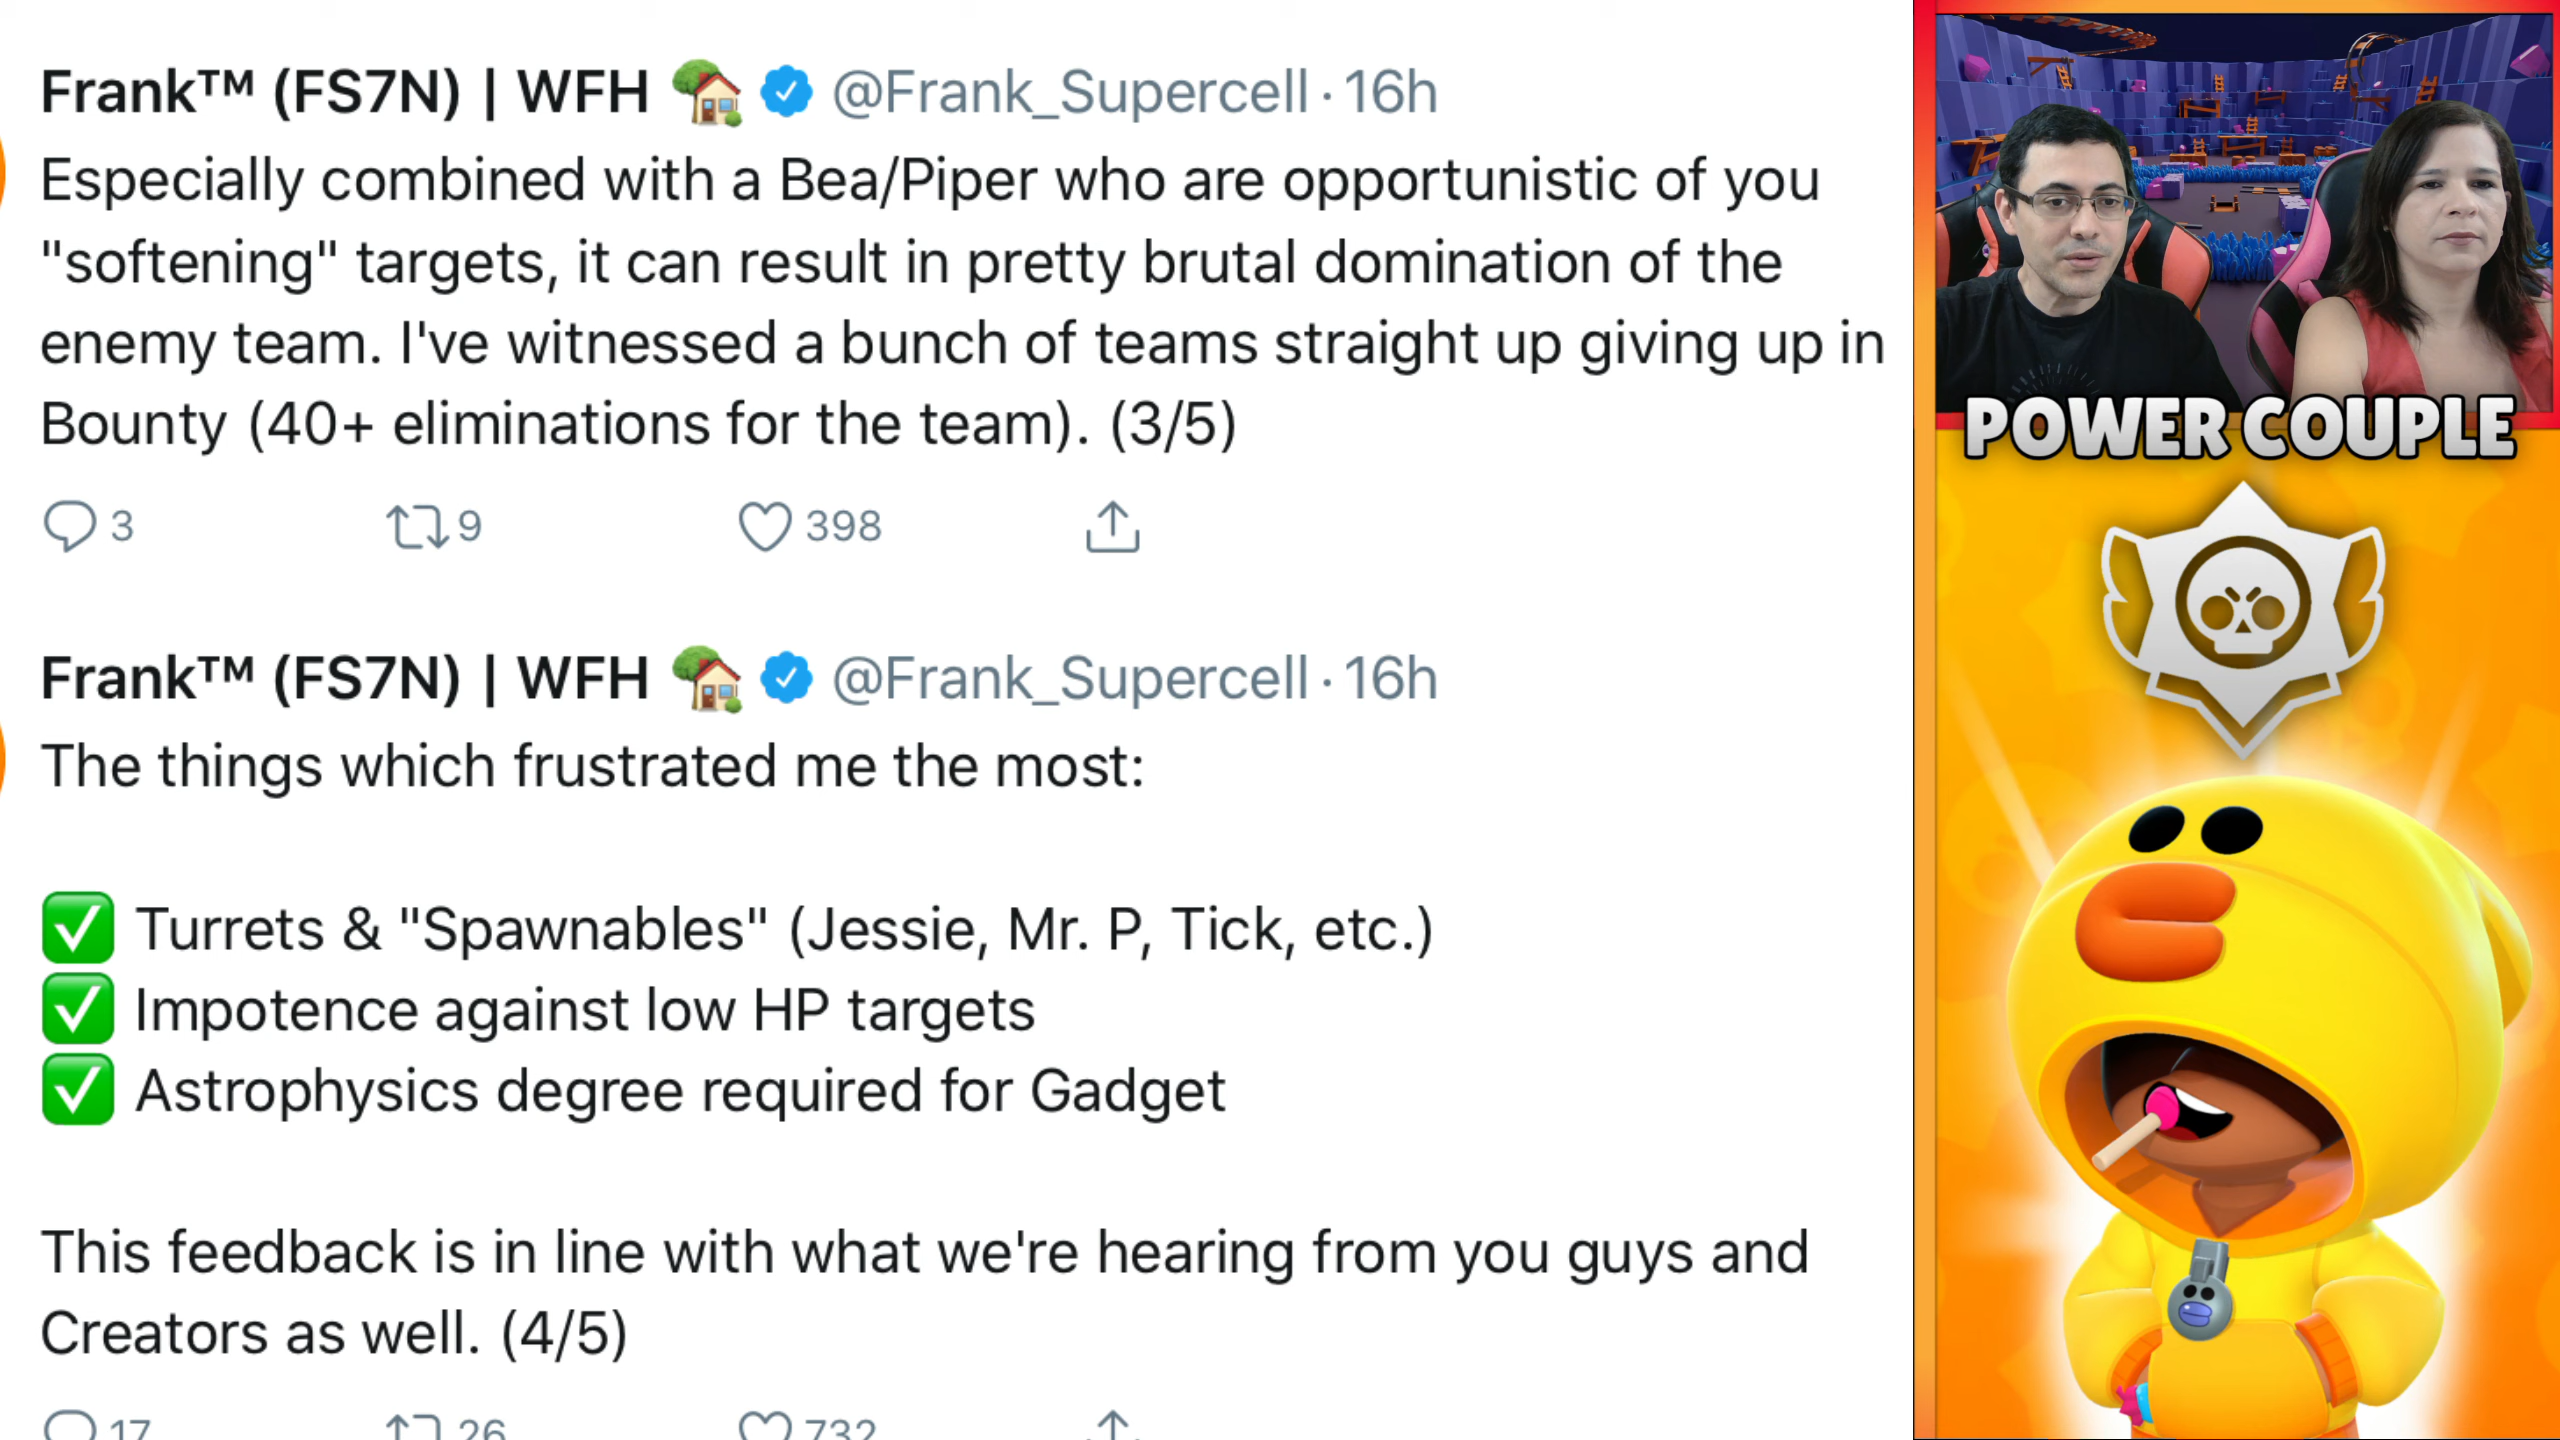 Frank™ (FS7N) | WFH 🏡 @Frank_Supercell · 16h
Especially combined with a Bea/Piper who are opportunistic of you
"softening" targets, it can result in pretty brutal domination of the
enemy team. I've witnessed a bunch of teams straight up giving up in
Bounty (40+ eliminations for the team). (3/5)
3 9 398
Frank™ (FS7N) | WFH 🏡 @Frank_Supercell · 16h
The things which frustrated me the most:
✅ Turrets & "Spawnables" (Jessie, Mr. P, Tick, etc.)
✅ Impotence against low HP targets
✅ Astrophysics degree required for Gadget
This feedback is in line with what we're hearing from you guys and
Creators as well. (4/5)
17 26 732
POWER COUPLE